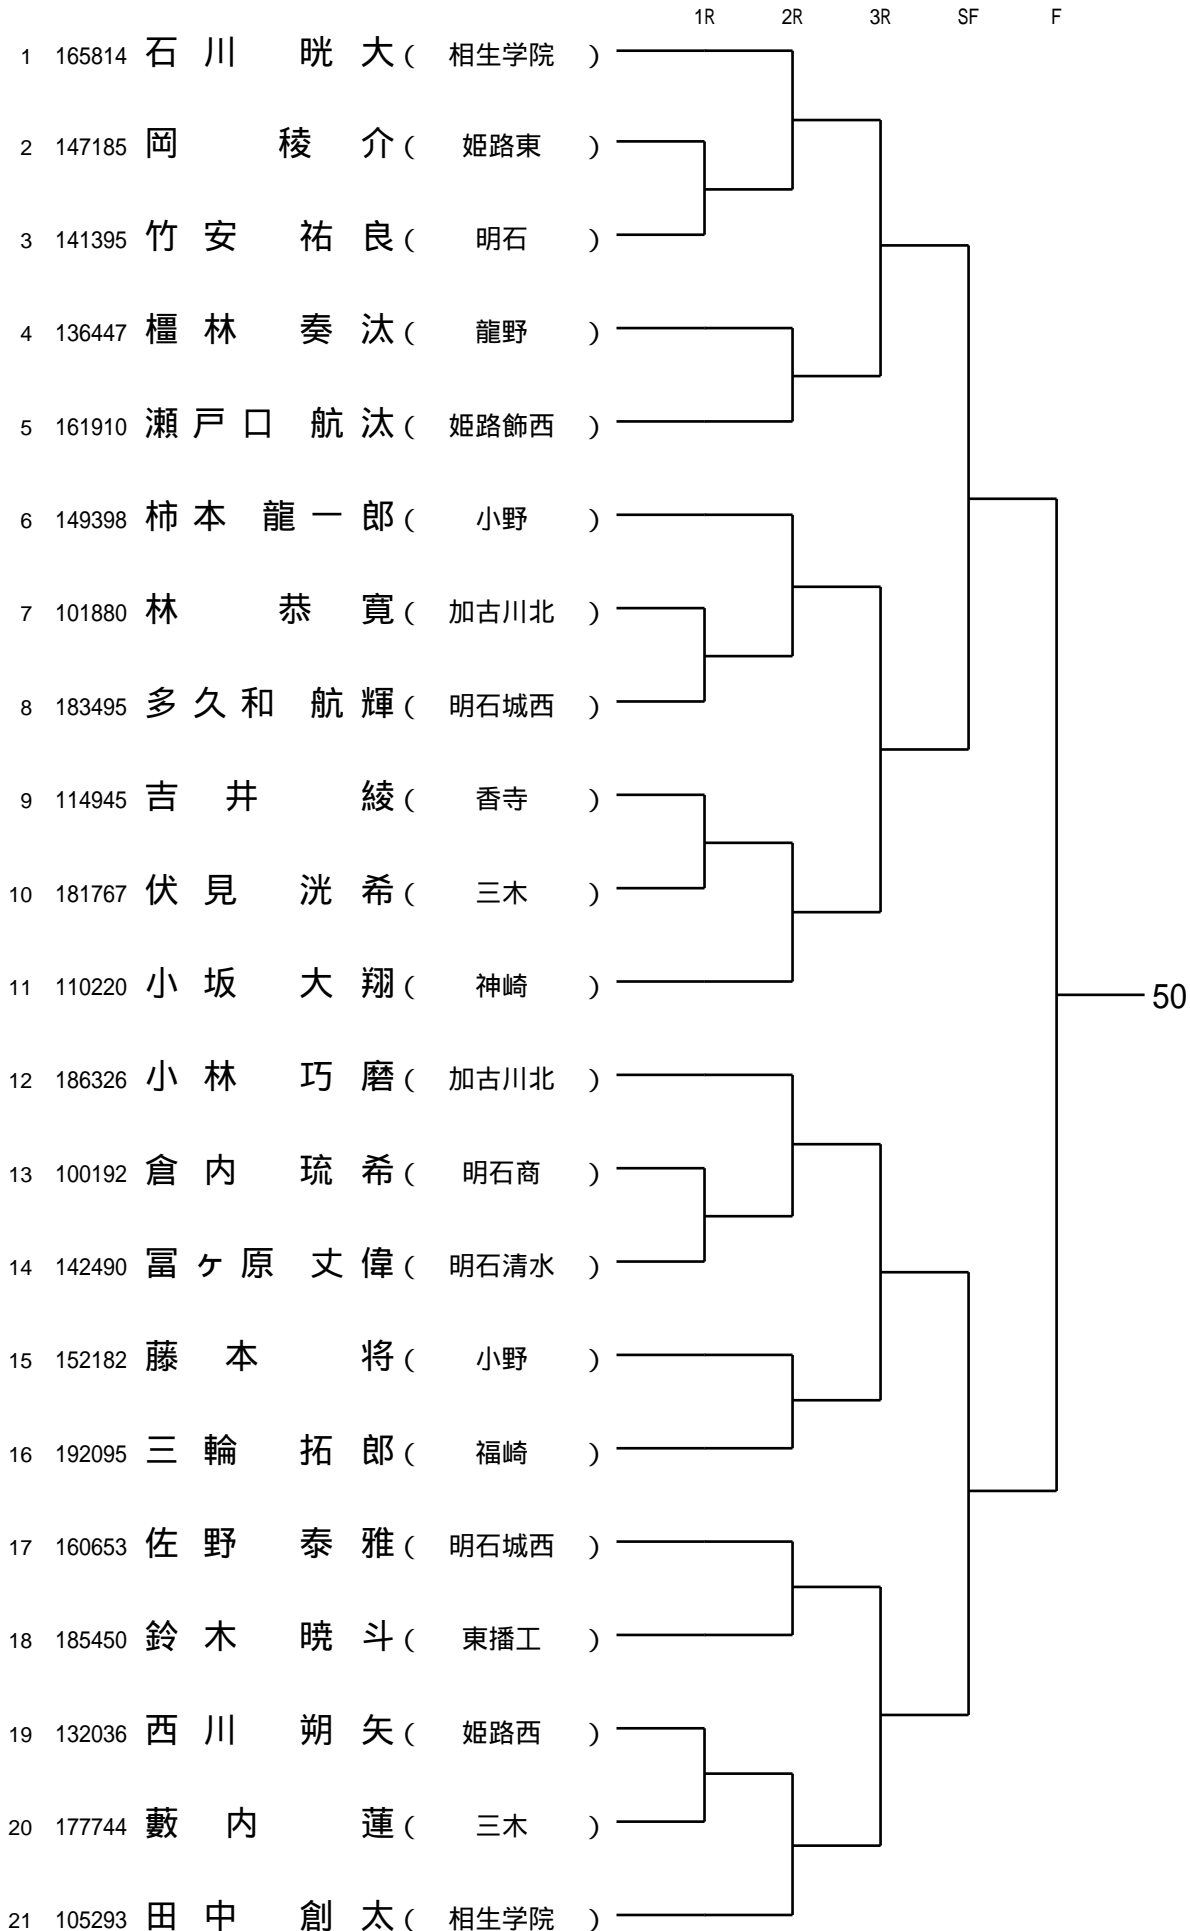 1R 2R 3R SF F
1 165814 石川 晄大 ( 相生学院 )
2 147185 岡 稜介 ( 姫路東 )
3 141395 竹安 祐良 ( 明石 )
4 136447 橿林 奏汰 ( 龍野 )
5 161910 瀬戸口 航汰 ( 姫路飾西 )
6 149398 柿本 龍一郎 ( 小野 )
7 101880 林 恭寛 ( 加古川北 )
8 183495 多久和 航輝 ( 明石城西 )
9 114945 吉井 綾 ( 香寺 )
10 181767 伏見 洸希 ( 三木 )
11 110220 小坂 大翔 ( 神崎 )
50
12 186326 小林 巧磨 ( 加古川北 )
13 100192 倉内 琉希 ( 明石商 )
14 142490 冨ヶ原 丈偉 ( 明石清水 )
15 152182 藤本 将 ( 小野 )
16 192095 三輪 拓郎 ( 福崎 )
17 160653 佐野 泰雅 ( 明石城西 )
18 185450 鈴木 暁斗 ( 東播工 )
19 132036 西川 朔矢 ( 姫路西 )
20 177744 藪内 蓮 ( 三木 )
21 105293 田中 創太 ( 相生学院 )